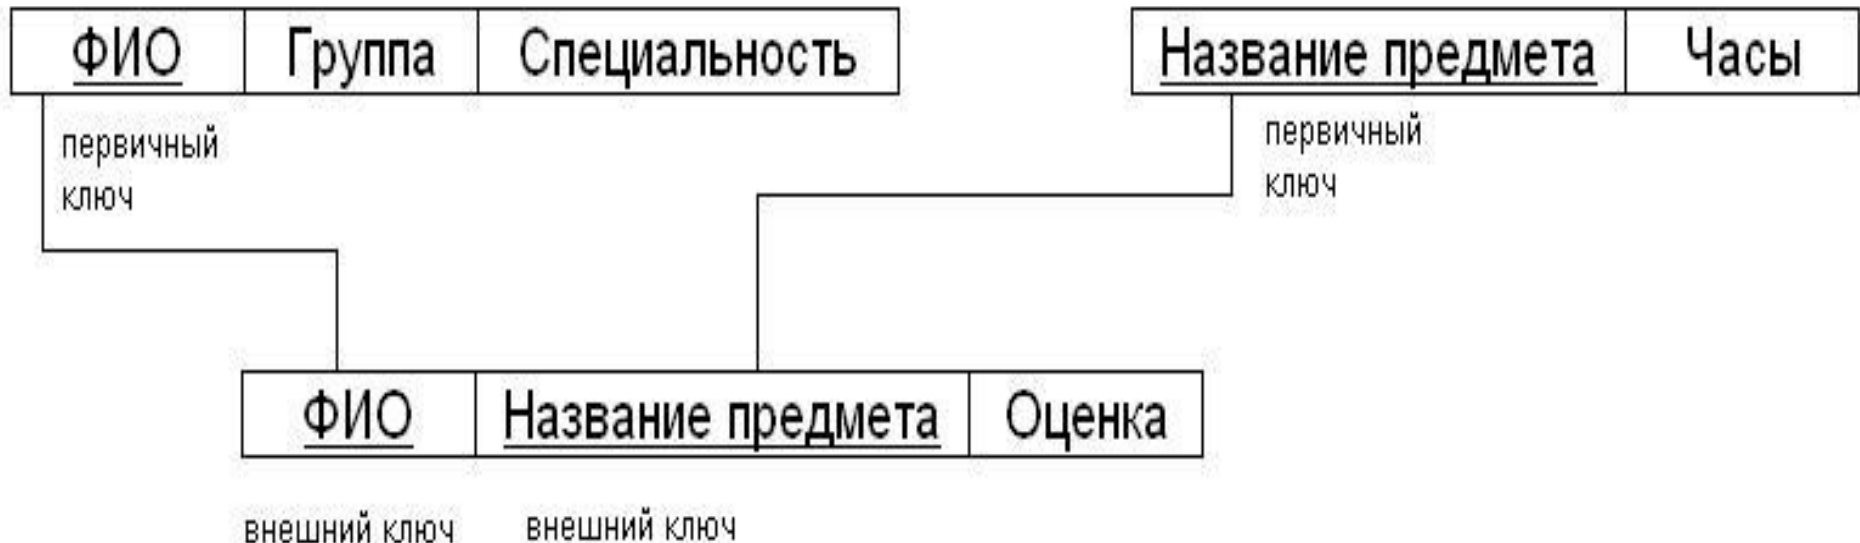 ФИО Группа Специальность
Название предмета Часы
первичный
ключ
первичный
ключ
ФИО Название предмета Оценка
внешний ключ
внешний ключ